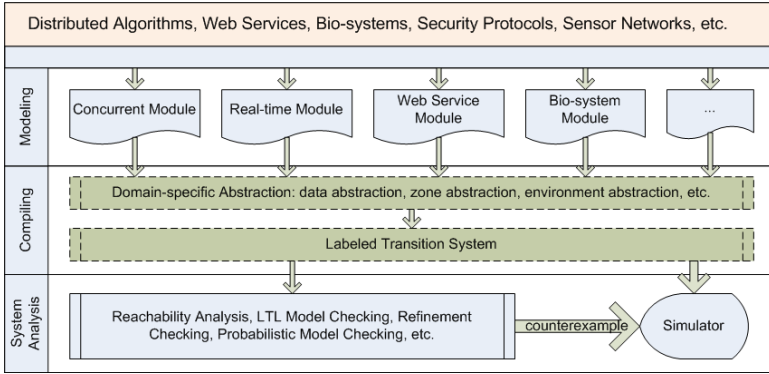 Distributed Algorithms, Web Services, Bio-systems, Security Protocols, Sensor Networks, etc.
Modeling
Concurrent Module
Real-time Module
Web Service
Module
Bio-system
Module
...
Compiling
Domain-specific Abstraction: data abstraction, zone abstraction, environment abstraction, etc.
Labeled Transition System
System
Analysis
Reachability Analysis, LTL Model Checking, Refinement
Checking, Probabilistic Model Checking, etc.
counterexample
Simulator